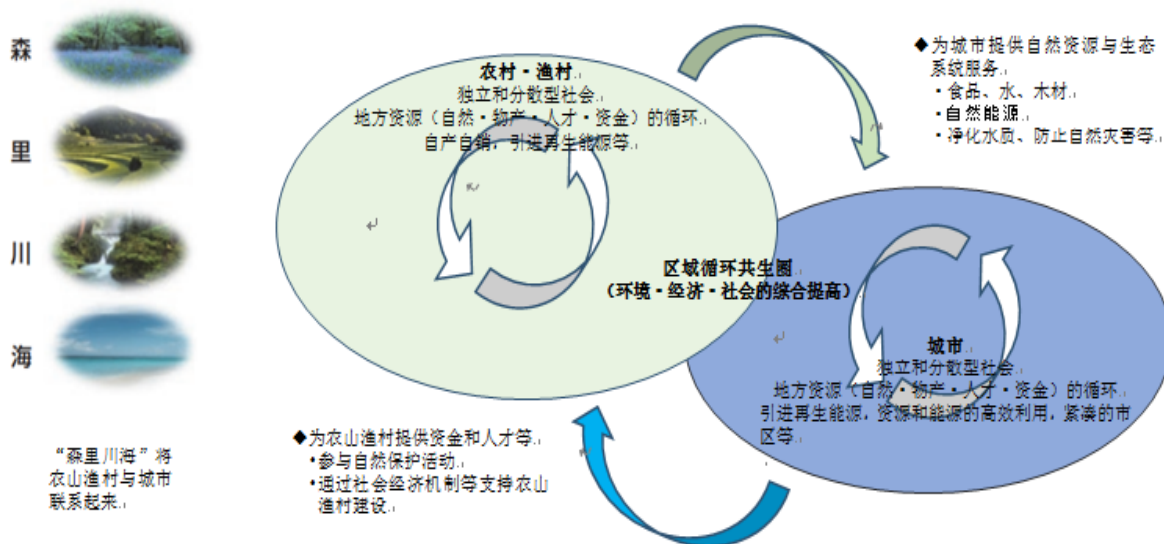 森
里
川
海
“森里川海”将
农山渔村与城市
联系起来
农村·渔村
独立和分散型社会
地方资源（自然·物产·人才·资金）的循环
自产自销，引进再生能源等
◆为城市提供自然资源与生态
系统服务
·食品、水、木材
·自然能源
·净化水质、防止自然灾害等
区域循环共生圈
（环境·经济·社会的综合提高）
城市
独立和分散型社会
地方资源（自然·物产·人才·资金）的循环
引进再生能源，资源和能源的高效利用，紧凑的市
区等
◆为农山渔村提供资金和人才等
·参与自然保护活动
·通过社会经济机制等支持农山
渔村建设